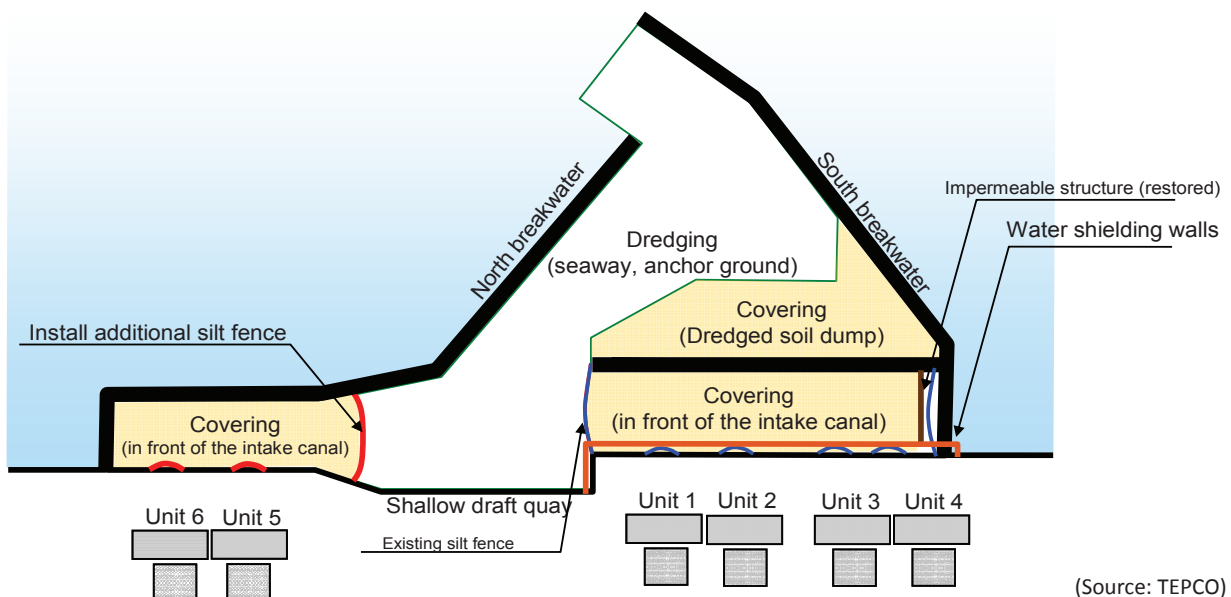 North breakwater
South breakwater
Impermeable structure (restored)
Water shielding walls
Dredging
(seaway, anchor ground)
Install additional silt fence
Covering
(Dredged soil dump)
Covering
(in front of the intake canal)
Covering
(in front of the intake canal)
Shallow draft quay
Existing silt fence
Unit 6
Unit 5
Unit 1
Unit 2
Unit 3
Unit 4
(Source: TEPCO)